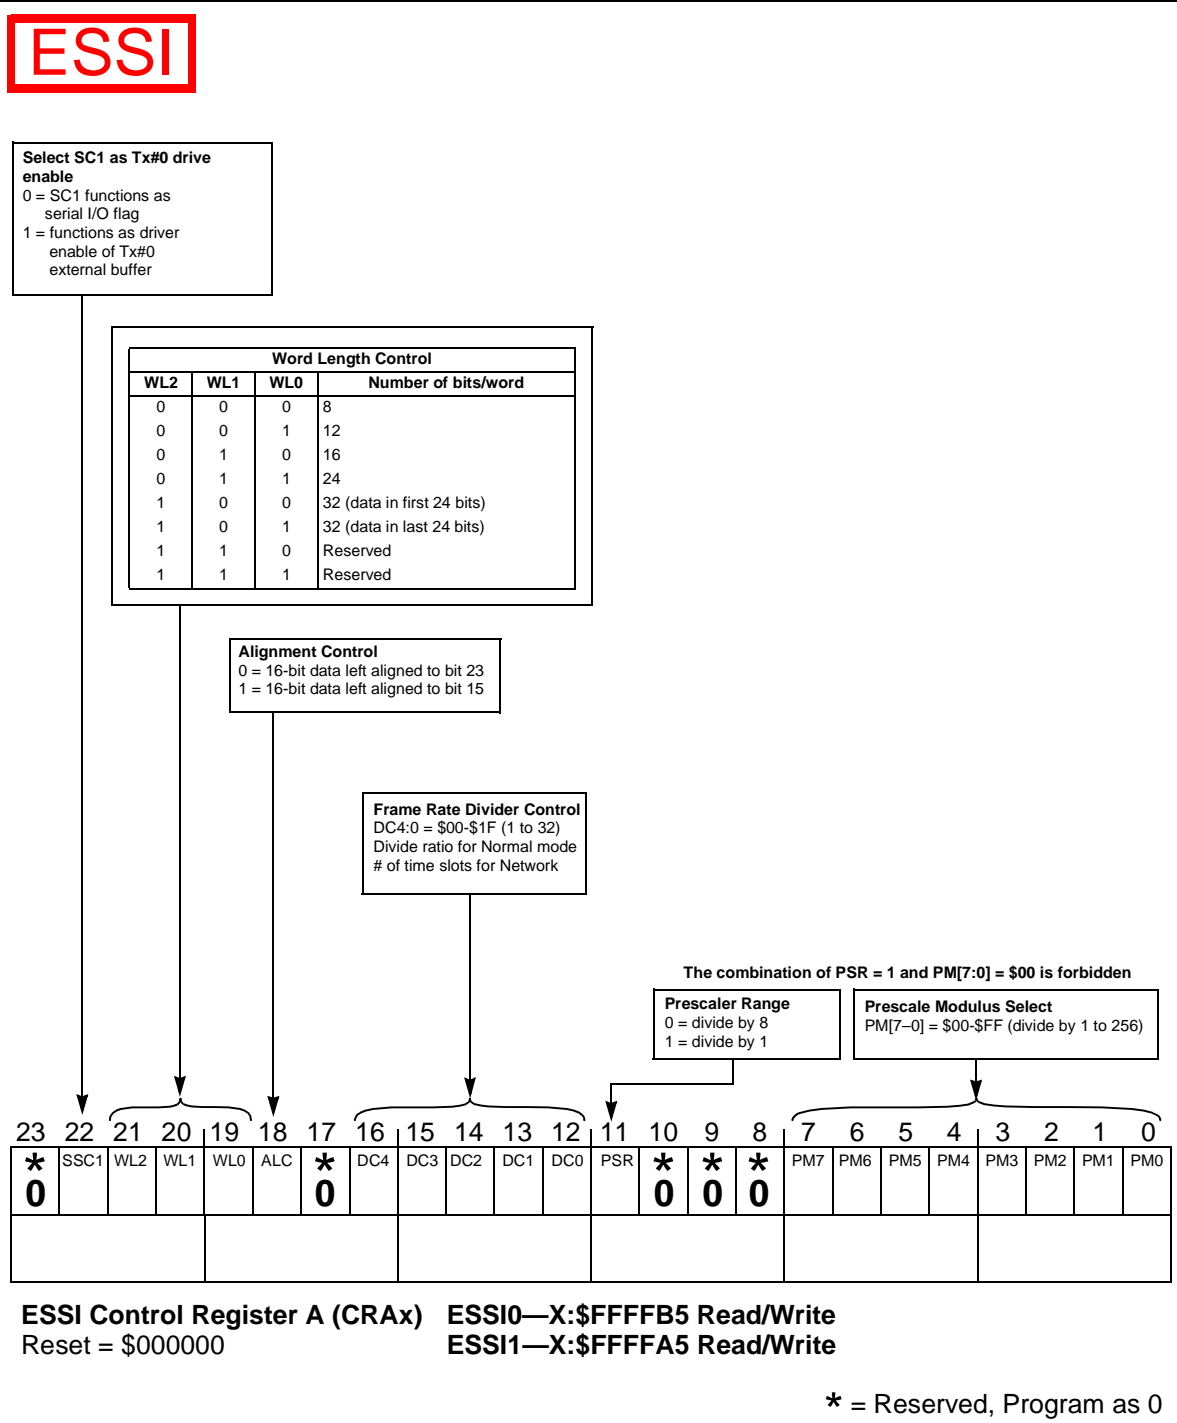 ESSI
Select SC1 as Tx#0 drive
enable
0 = SC1 functions as
serial I/O flag
1 = functions as driver
enable of Tx#0
external buffer
Word Length Control
WL2 WL1 WL0 Number of bits/word
0 0 0 8
0 0 1 12
0 1 0 16
0 1 1 24
1 0 0 32 (data in first 24 bits)
1 0 1 32 (data in last 24 bits)
1 1 0 Reserved
1 1 1 Reserved
Alignment Control
0 = 16-bit data left aligned to bit 23
1 = 16-bit data left aligned to bit 15
Frame Rate Divider Control
DC4:0 = $00-$1F (1 to 32)
Divide ratio for Normal mode
# of time slots for Network
The combination of PSR = 1 and PM[7:0] = $00 is forbidden
Prescaler Range
0 = divide by 8
1 = divide by 1
Prescale Modulus Select
PM[7–0] = $00-$FF (divide by 1 to 256)
23 22 21 20 19 18 17 16 15 14 13 12 11 10 9 8 7 6 5 4 3 2 1 0
* SSC1 WL2 WL1 WL0 ALC * DC4 DC3 DC2 DC1 DC0 PSR * * * PM7 PM6 PM5 PM4 PM3 PM2 PM1 PM0
0 0 0 0 0
ESSI Control Register A (CRAx) ESSI0—X:$FFFFB5 Read/Write
Reset = $000000 ESSI1—X:$FFFFA5 Read/Write
* = Reserved, Program as 0